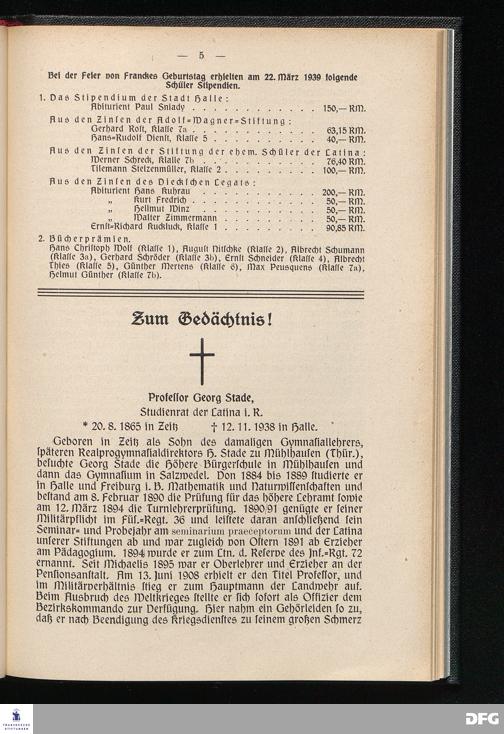 — 5 —
Bei der Feier von Franckes Geburtstag erhielten am 22. März 1939 folgende
Schüler Stipendien.
1. Das Stipendium der Stadt Halle:
Abiturient Paul Sniady . . . . . . . . . . 150,— RM.
Aus den Zinsen der Adolf=Wagner=Stiftung:
Gerhard Rost, Klasse 7a . . . . . . . . . . 63,15 RM.
Hans=Rudolf Dienst, Klasse 5 . . . . . . . . . . 40,— RM.
Aus den Zinsen der Stiftung der ehem. Schüler der Latina:
Werner Schreck, Klasse 7b . . . . . . . . . . 76,40 RM.
Tilemann Stelzenmüller, Klasse 2 . . . . . . . . . . 100,— RM.
Aus den Zinsen des Dieckschen Legats:
Abiturient Hans Kuhrau . . . . . . . . . . 200,— RM.
„ Kurt Fredrich . . . . . . . . . . 50,— RM.
„ Hellmut Winz . . . . . . . . . . 50,— RM.
„ Walter Zimmermann . . . . . . . . . . 50,— RM.
Ernst=Richard Kuckluck, Klasse 1 . . . . . . . . . . 90,85 RM.
2. Bücherprämien.
Hans Christoph Wolf (Klasse 1), August Nitschke (Klasse 2), Albrecht Schumann
(Klasse 3a), Gerhard Schröder (Klasse 3b), Ernst Schneider (Klasse 4), Albrecht
Thies (Klasse 5), Günther Mertens (Klasse 6), Max Peusquens (Klasse 7a),
Helmut Günther (Klasse 7b).
Zum Gedächtnis!
Professor Georg Stade,
Studienrat der Latina i. R.
* 20. 8. 1865 in Zeitz † 12. 11. 1938 in Halle.
Geboren in Zeitz als Sohn des damaligen Gymnasiallehrers,
späteren Realprogymnasialdirektors H. Stade zu Mühlhausen (Thür.),
besuchte Georg Stade die Höhere Bürgerschule in Mühlhausen und
dann das Gymnasium in Salzwedel. Von 1884 bis 1889 studierte er
in Halle und Freiburg i. B. Mathematik und Naturwissenschaften und
bestand am 8. Februar 1890 die Prüfung für das höhere Lehramt sowie
am 12. März 1894 die Turnlehrerprüfung. 1890/91 genügte er seiner
Militärpflicht im Füs.=Regt. 36 und leistete daran anschließend sein
Seminar= und Probejahr am seminarium praeceptorum und der Latina
unserer Stiftungen ab und war zugleich von Ostern 1891 ab Erzieher
am Pädagogium. 1894 wurde er zum Ltn. d. Reserve des Inf.=Rgt. 72
ernannt. Seit Michaelis 1895 war er Oberlehrer und Erzieher an der
Pensionsanstalt. Am 13. Juni 1908 erhielt er den Titel Professor, und
im Militärverhältnis stieg er zum Hauptmann der Landwehr auf.
Beim Ausbruch des Weltkrieges stellte er sich sofort als Offizier dem
Bezirkskommando zur Verfügung. Hier nahm ein Gehörleiden so zu,
daß er nach Beendigung des Kriegsdienstes zu seinem großen Schmerz
FRANCKESCHE
STIFTUNGEN
DFG